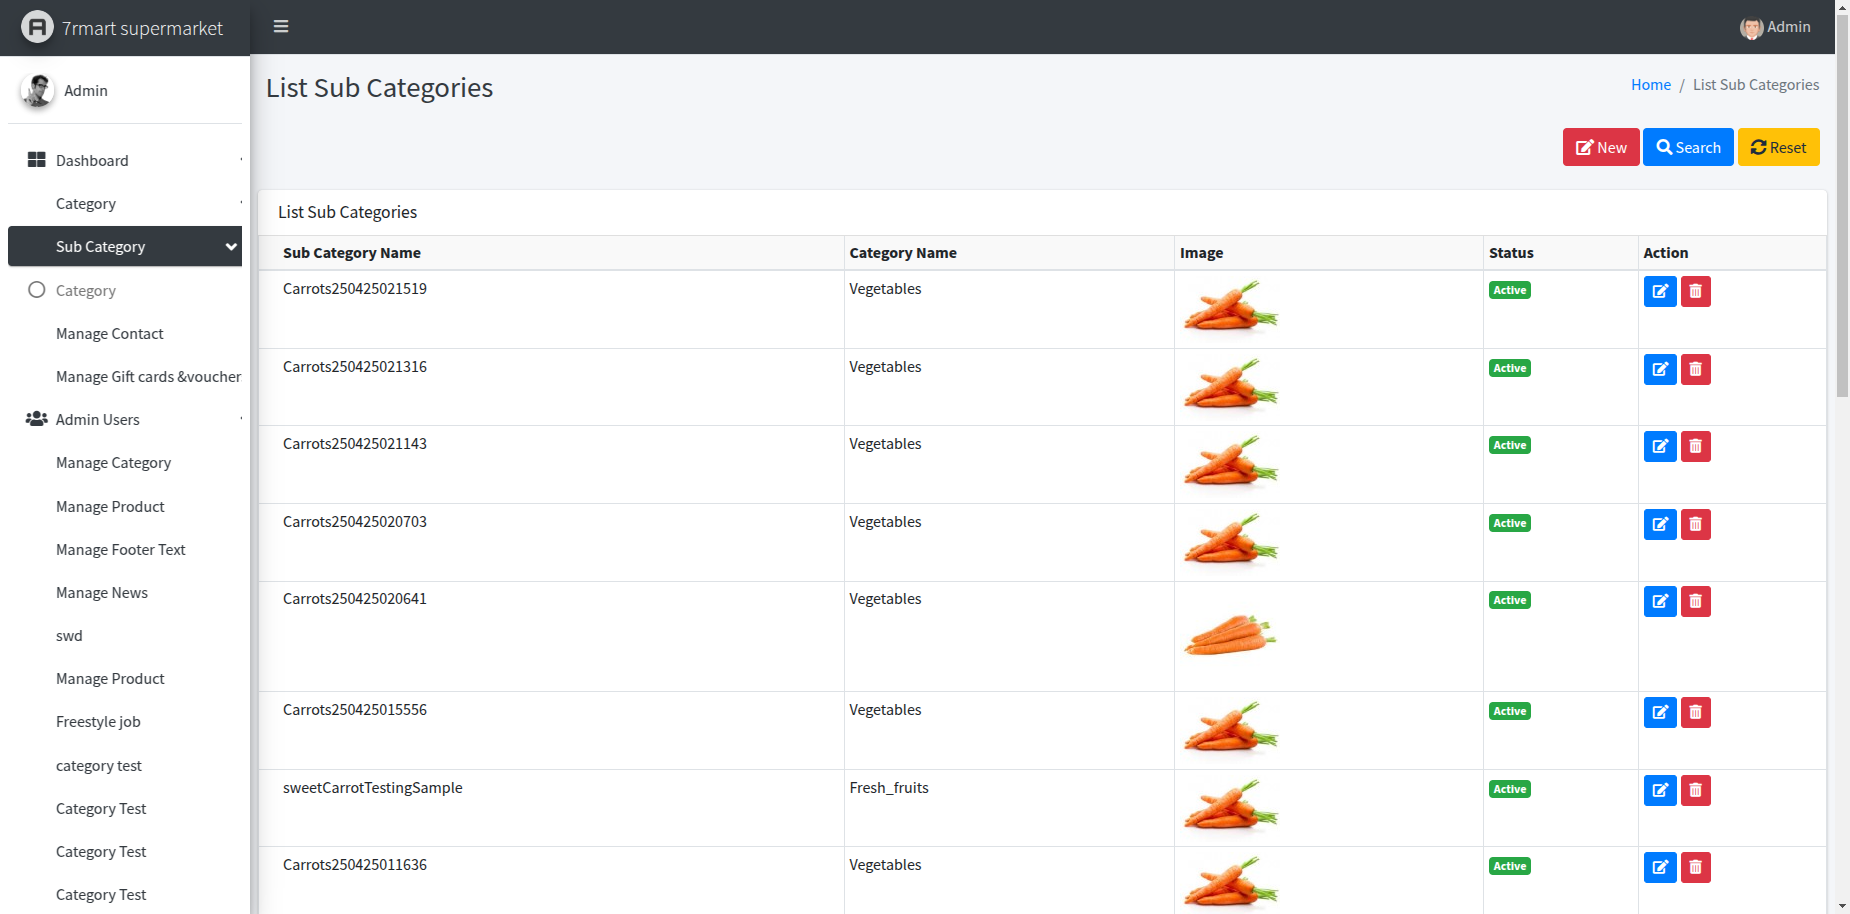 7rmart supermarket
Admin
Admin
Dashboard
Category
Sub Category
Category
Manage Contact
Manage Gift cards &voucher
Admin Users
Manage Category
Manage Product
Manage Footer Text
Manage News
swd
Manage Product
Freestyle job
category test
Category Test
Category Test
Category Test
List Sub Categories
Home / List Sub Categories
New Search Reset
List Sub Categories
Sub Category Name Category Name Image Status Action
Carrots250425021519 Vegetables Active
Carrots250425021316 Vegetables Active
Carrots250425021143 Vegetables Active
Carrots250425020703 Vegetables Active
Carrots250425020641 Vegetables Active
Carrots250425015556 Vegetables Active
sweetCarrotTestingSample Fresh_fruits Active
Carrots250425011636 Vegetables Active